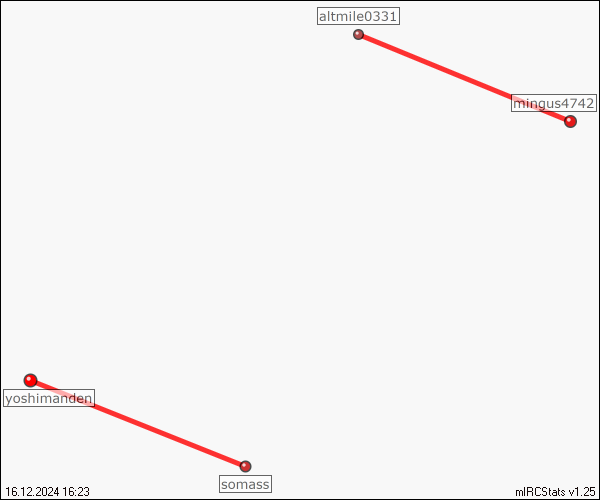 altmile0331
mingus4742
yoshimanden
somass
16.12.2024 16:23
mIRCStats v1.25